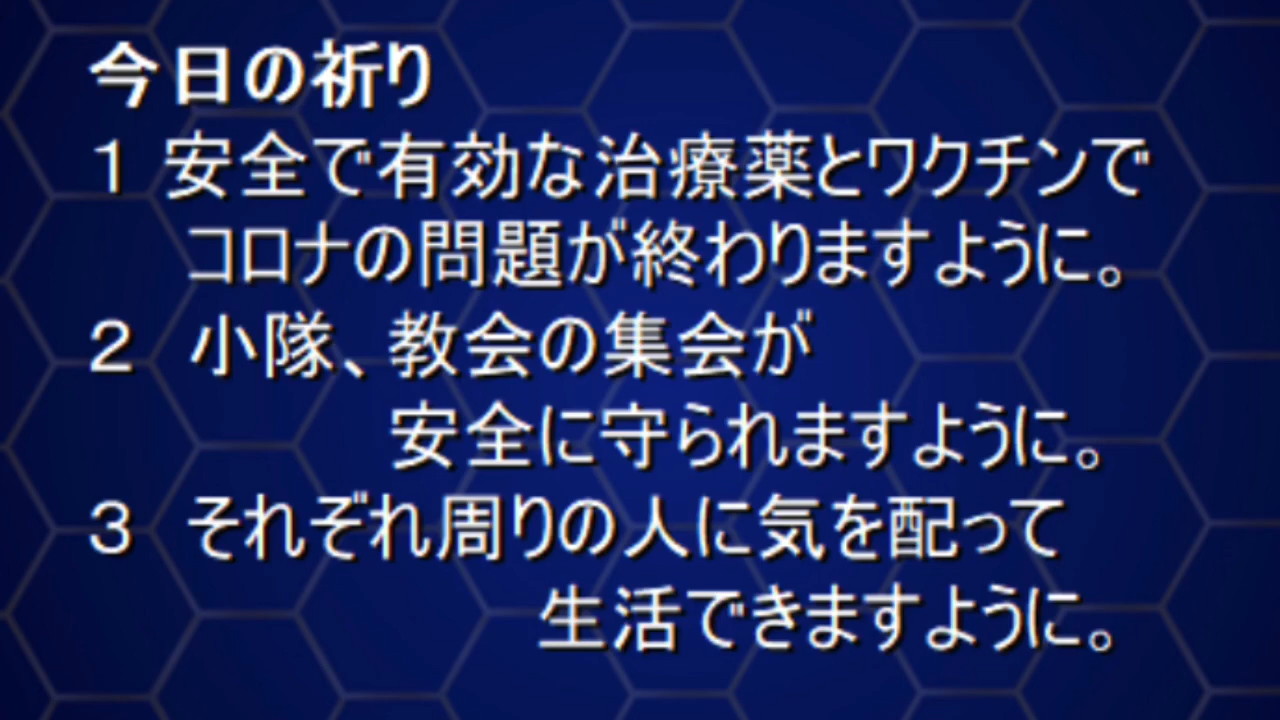 今日の祈り
１ 安全で有効な治療薬とワクチンで
コロナの問題が終わりますように。
２　小隊、教会の集会が
安全に守られますように。
３　それぞれ周りの人に気を配って
生活できますように。